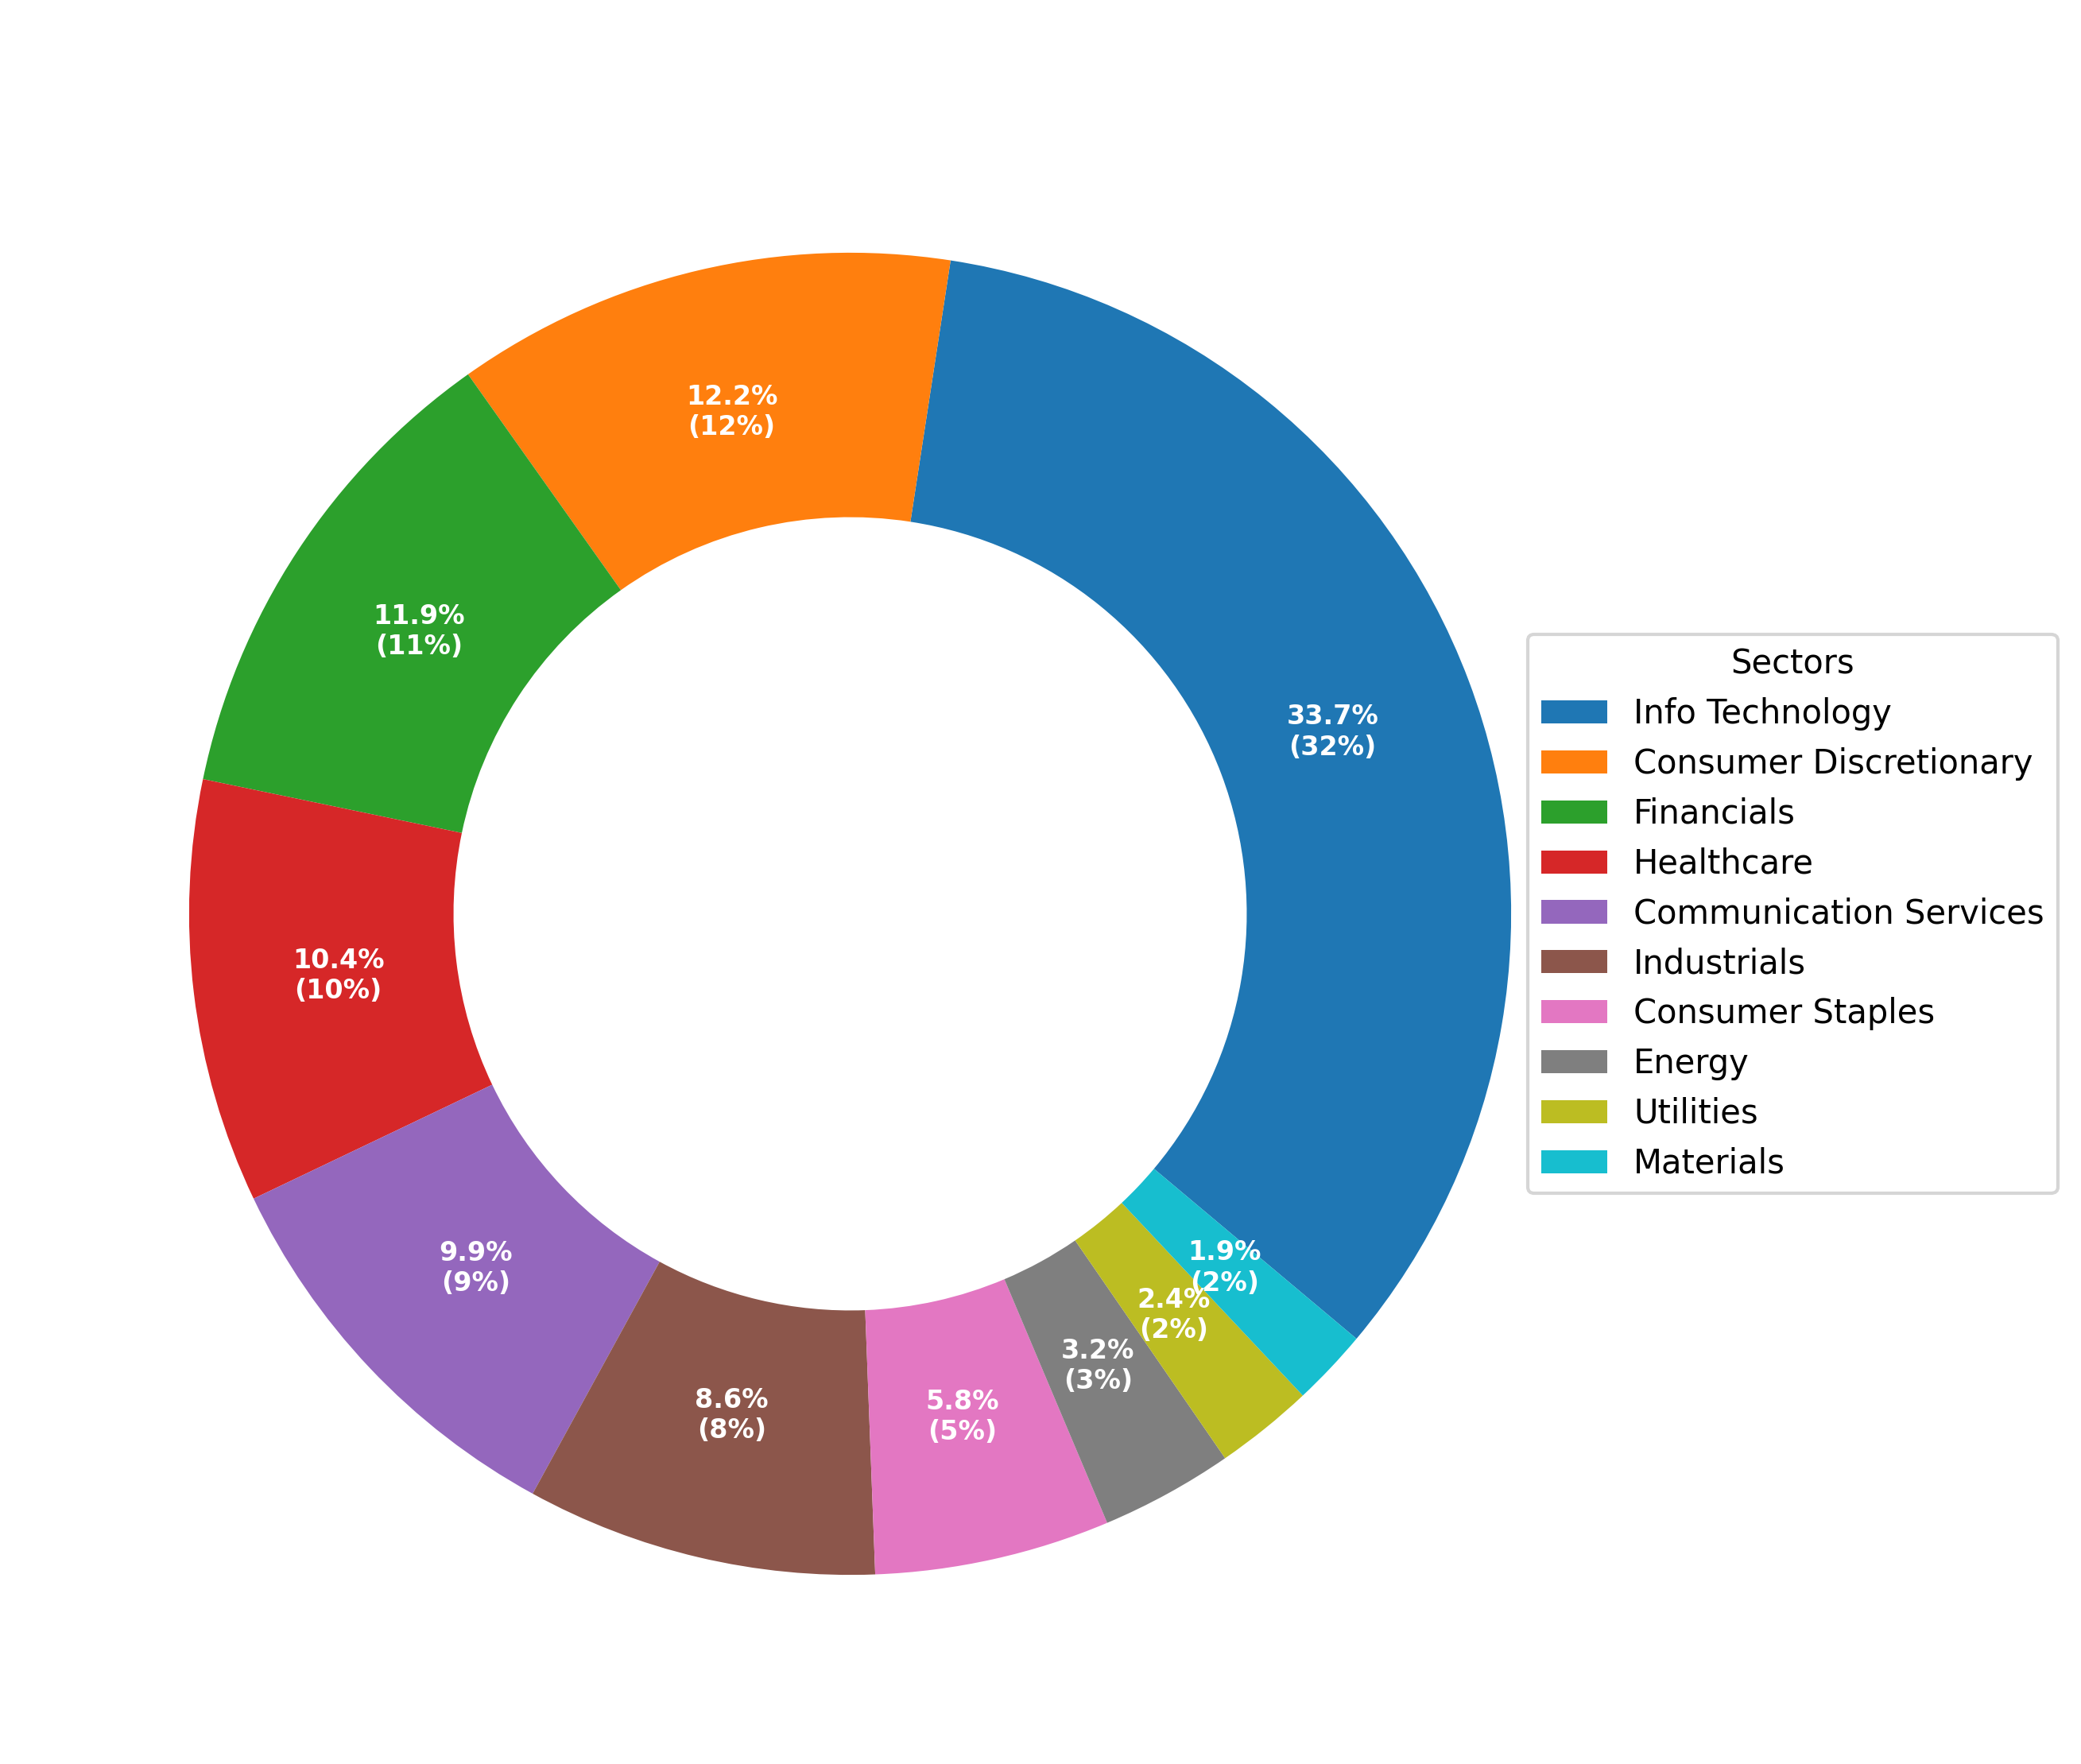 12.2%
(12%)
11.9%
(11%)
33.7%
(32%)
10.4%
(10%)
9.9%
(9%)
8.6%
(8%)
5.8%
(5%)
3.2%
(3%)
2.4%
(2%)
1.9%
(2%)
Sectors
Info Technology
Consumer Discretionary
Financials
Healthcare
Communication Services
Industrials
Consumer Staples
Energy
Utilities
Materials